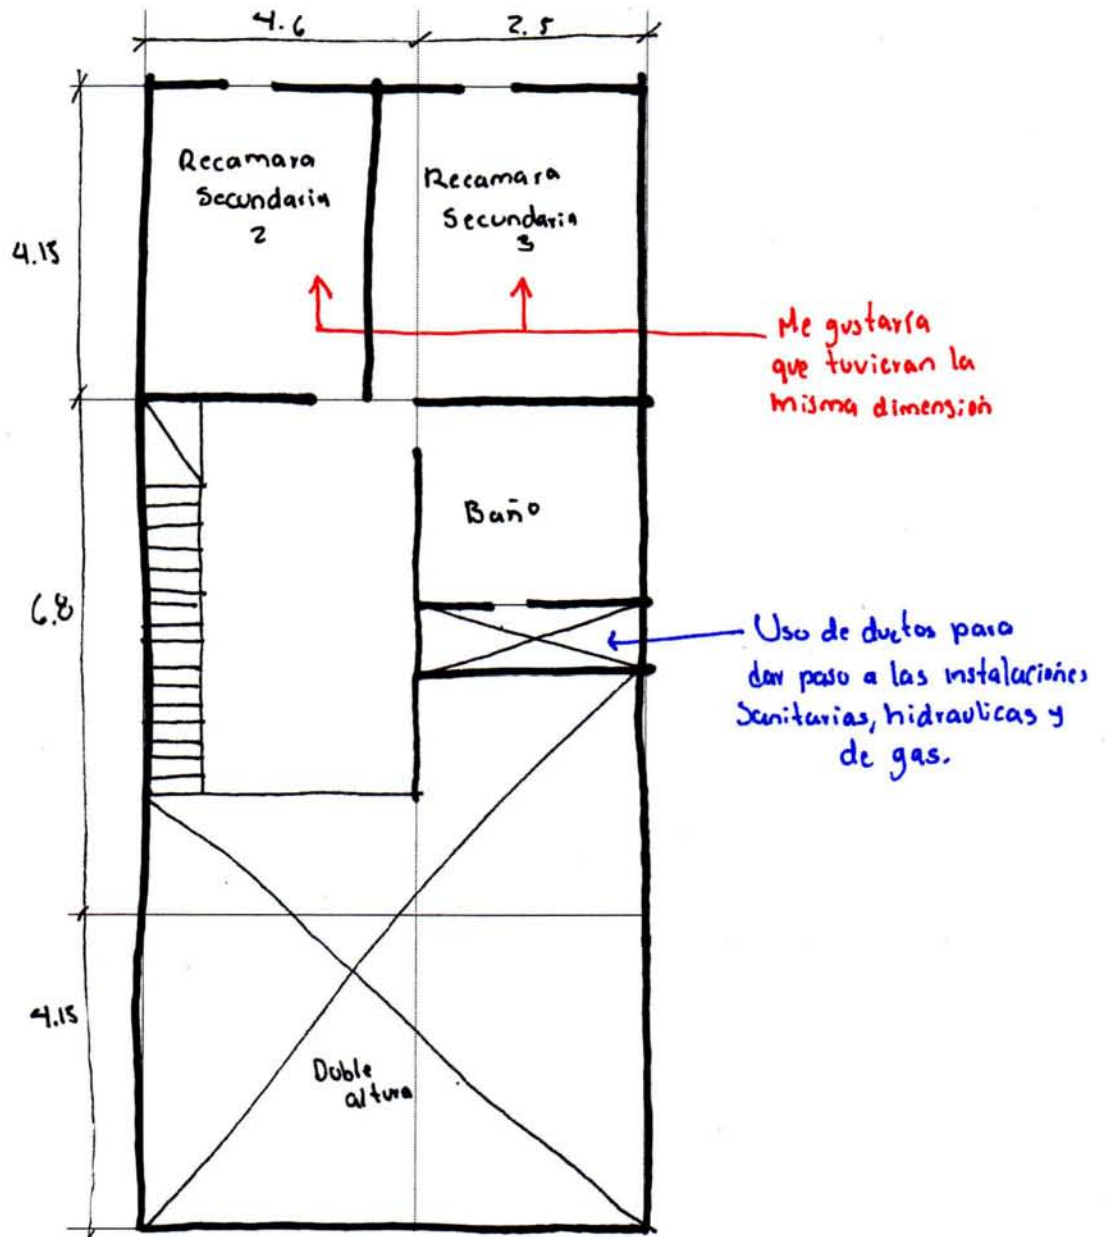 4.6
2.5
Recamara
Secundaria
2
Recamara
Secundaria
3
4.15
Me gustaría
que tuvieran la
misma dimensión
Baño
6.8
Uso de ductos para
dar paso a las instalaciones
Sanitarias, hidraulicas y
de gas.
4.15
Doble
altura